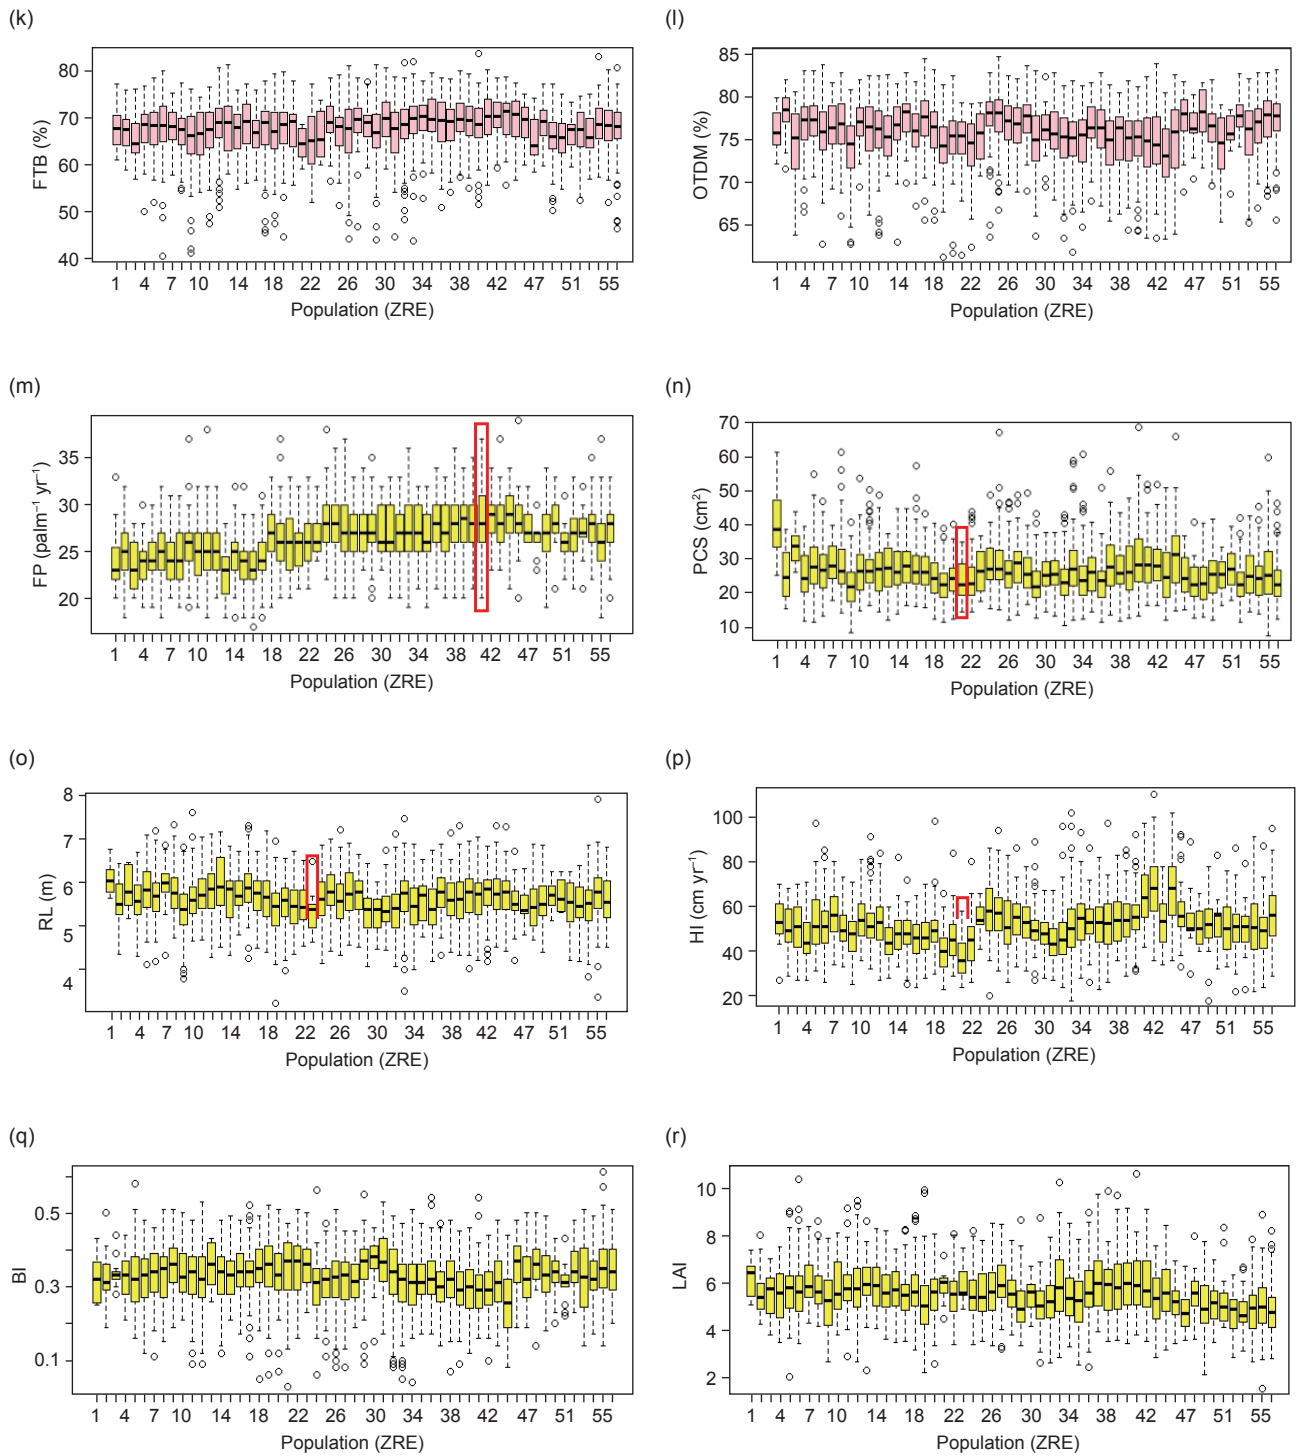 (k)
(l)
FTB (%)
80
70
60
50
40
1 4 7 10 14 18 22 26 30 34 38 42 47 51 55
Population (ZRE)
OTDM (%)
85
80
75
70
65
1 4 7 10 14 18 22 26 30 34 38 42 47 51 55
Population (ZRE)
(m)
(n)
FP (palm⁻¹ yr⁻¹)
35
30
25
20
1 4 7 10 14 18 22 26 30 34 38 42 47 51 55
Population (ZRE)
PCS (cm²)
70
60
50
40
30
20
10
1 4 7 10 14 18 22 26 30 34 38 42 47 51 55
Population (ZRE)
(o)
(p)
RL (m)
8
7
6
5
4
1 4 7 10 14 18 22 26 30 34 38 42 47 51 55
Population (ZRE)
HI (cm yr⁻¹)
100
80
60
40
20
1 4 7 10 14 18 22 26 30 34 38 42 47 51 55
Population (ZRE)
(q)
(r)
BI
0.5
0.3
0.1
1 4 7 10 14 18 22 26 30 34 38 42 47 51 55
Population (ZRE)
LAI
10
8
6
4
2
1 4 7 10 14 18 22 26 30 34 38 42 47 51 55
Population (ZRE)